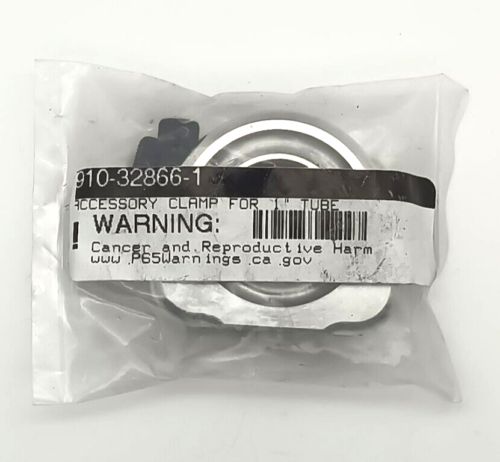 910-32866-1
ACCESSORY CLAMP FOR 1" TUBE
! WARNING:
Cancer and Reproductive Harm
www.P65Warnings.ca.gov